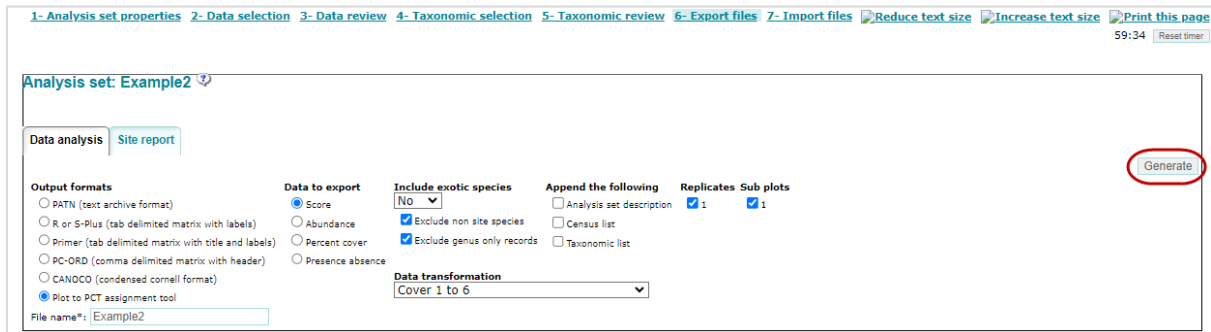 1- Analysis set properties 2- Data selection 3- Data review 4- Taxonomic selection 5- Taxonomic review 6- Export files 7- Import files Reduce text size Increase text size Print this page
59:34 Reset timer
Analysis set: Example2
Data analysis Site report
Generate
Output formats Data to export Include exotic species Append the following Replicates Sub plots
PATN (text archive format) Score No Analysis set description 1 1
R or S-Plus (tab delimited matrix with labels) Abundance Exclude non site species Census list
Primer (tab delimited matrix with title and labels) Percent cover Exclude genus only records Taxonomic list
PC-ORD (comma delimited matrix with header) Presence absence
CANOCO (condensed cornell format) Data transformation
Plot to PCT assignment tool Cover 1 to 6
File name*: Example2